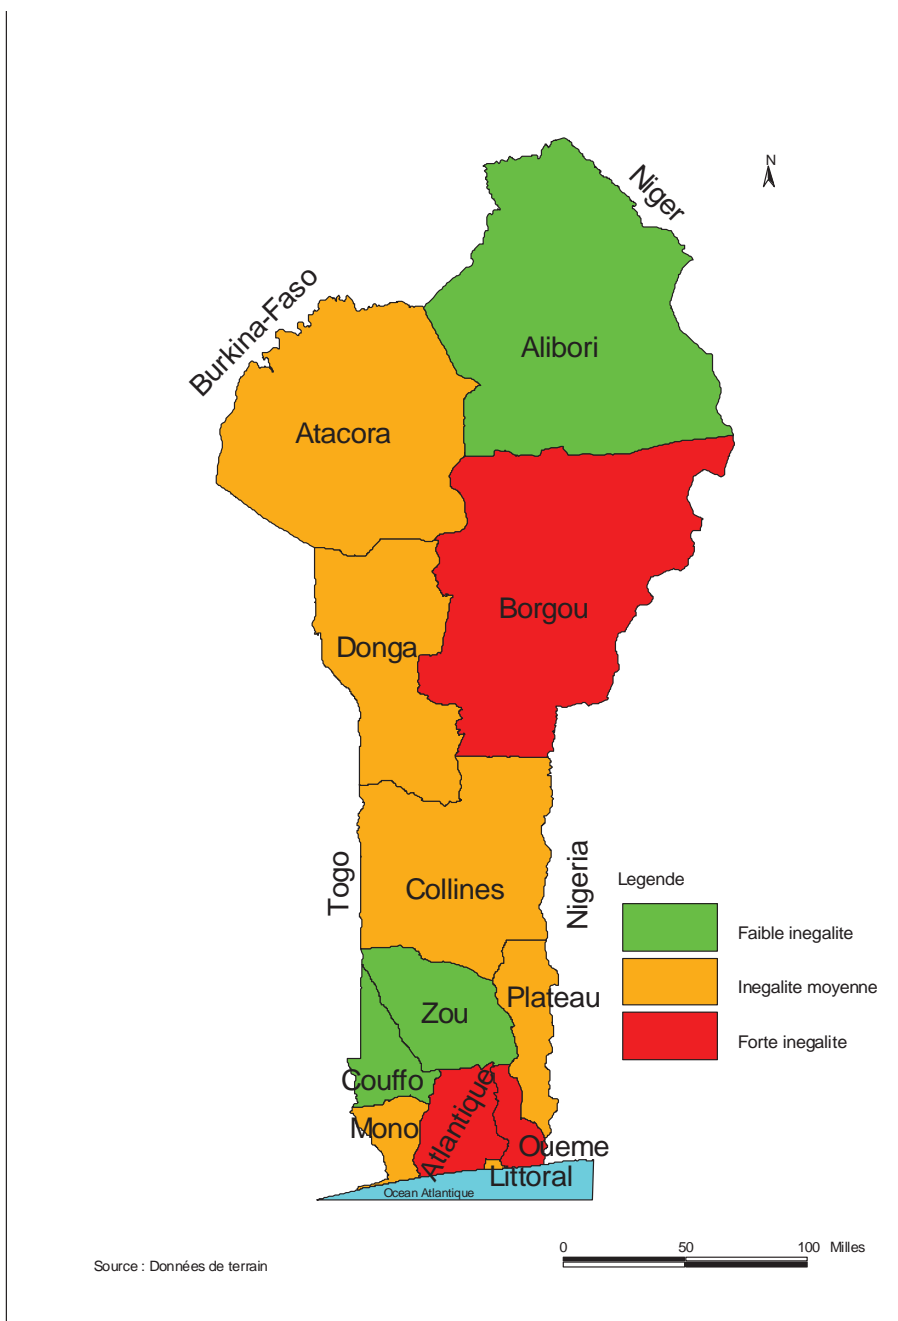 N
Niger
Burkina-Faso
Alibori
Atacora
Borgou
Donga
Togo
Collines
Nigeria
Legende
Faible inegalite
Inegalite moyenne
Forte inegalite
Plateau
Zou
Couffo
Mono
Atlantique
Oueme
Littoral
Ocean Atlantique
0 50 100 Milles
Source : Données de terrain